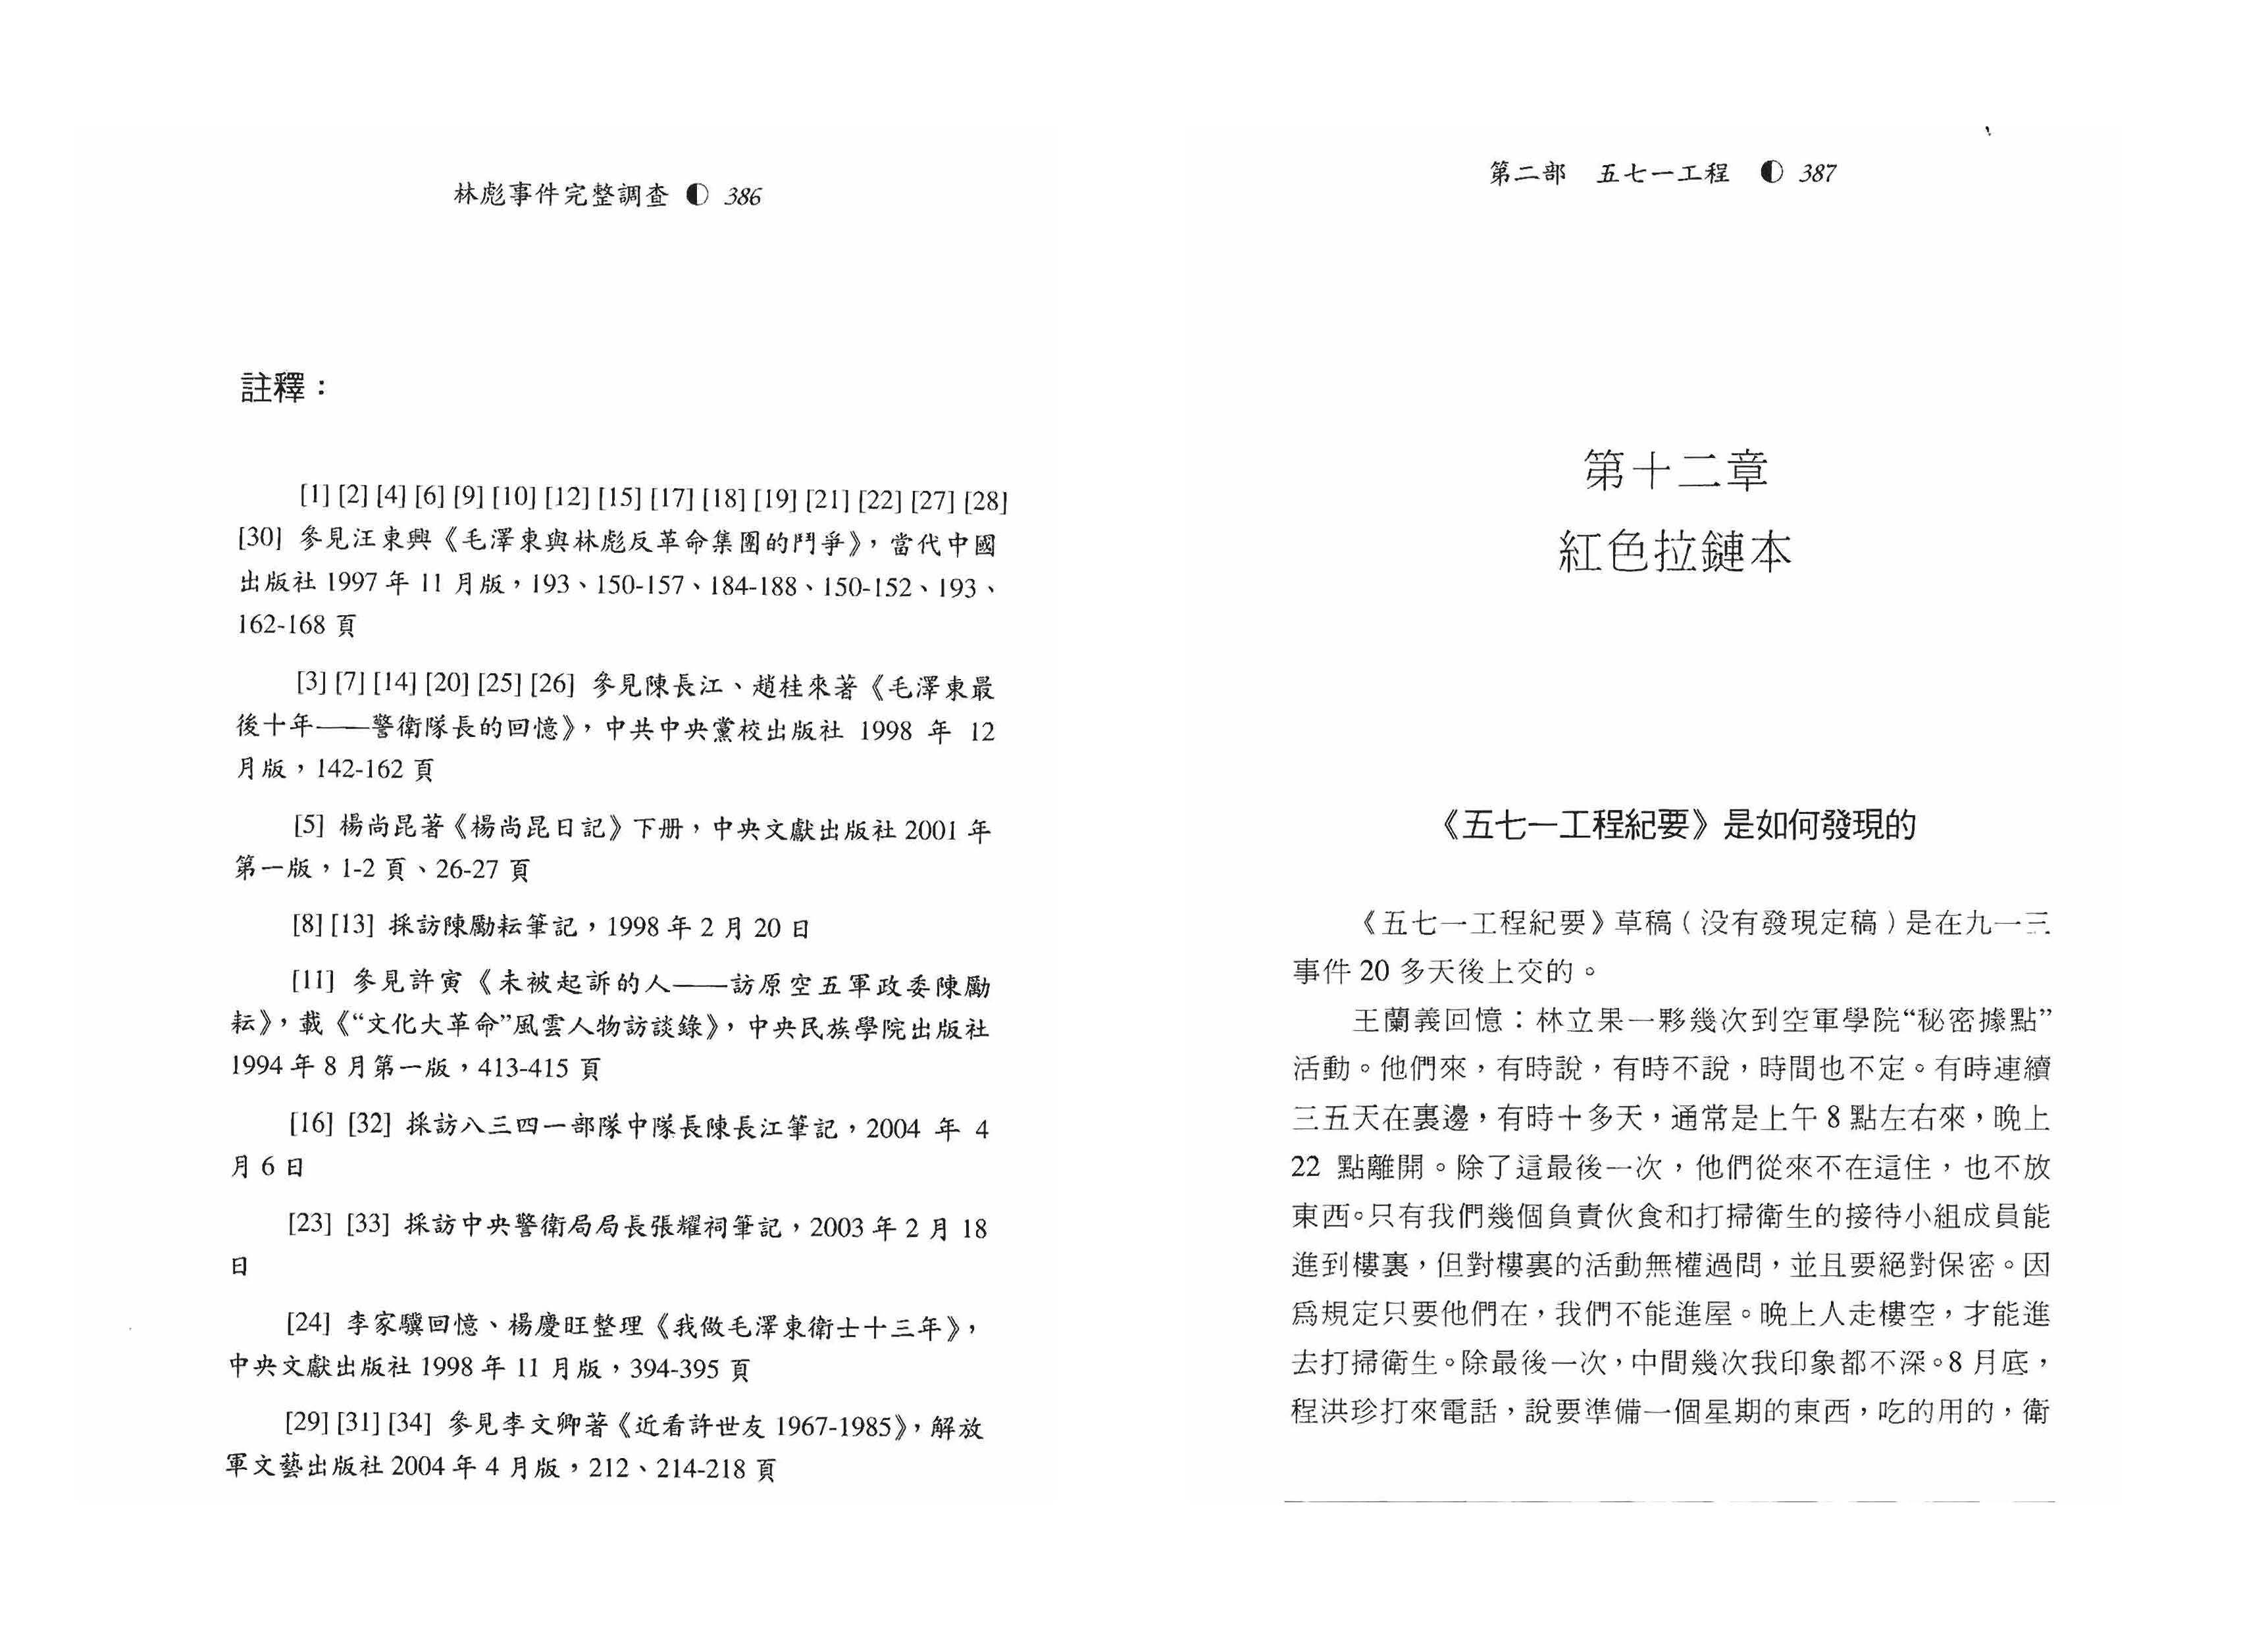 林彪事件完整調查 ◐ 386
註釋：
[1] [2] [4] [6] [9] [10] [12] [15] [17] [18] [19] [21] [22] [27] [28]
[30] 參見汪東興《毛澤東與林彪反革命集團的鬥爭》，當代中國
出版社 1997 年 11 月版，193、150-157、184-188、150-152、193、
162-168 頁
[3] [7] [14] [20] [25] [26] 參見陳長江、趙桂來著《毛澤東最
後十年——警衛隊長的回憶》，中共中央黨校出版社 1998 年 12
月版，142-162 頁
[5] 楊尚昆著《楊尚昆日記》下册，中央文獻出版社 2001 年
第一版，1-2 頁、26-27 頁
[8] [13] 採訪陳勵耘筆記，1998 年 2 月 20 日
[11] 參見許寅《未被起訴的人——訪原空五軍政委陳勵
耘》，載《“文化大革命”風雲人物訪談錄》，中央民族學院出版社
1994 年 8 月第一版，413-415 頁
[16] [32] 採訪八三四一部隊中隊長陳長江筆記，2004 年 4
月 6 日
[23] [33] 採訪中央警衛局局長張耀祠筆記，2003 年 2 月 18
日
[24] 李家驥回憶、楊慶旺整理《我做毛澤東衛士十三年》，
中央文獻出版社 1998 年 11 月版，394-395 頁
[29] [31] [34] 參見李文卿著《近看許世友 1967-1985》，解放
軍文藝出版社 2004 年 4 月版，212、214-218 頁
第二部 五七一工程 ◐ 387
第十二章
紅色拉鏈本
《五七一工程紀要》是如何發現的
《五七一工程紀要》草稿（没有發現定稿）是在九一三
事件 20 多天後上交的。
王蘭義回憶：林立果一夥幾次到空軍學院“秘密據點”
活動。他們來，有時說，有時不說，時間也不定。有時連續
三五天在裏邊，有時十多天，通常是上午 8 點左右來，晚上
22 點離開。除了這最後一次，他們從來不在這住，也不放
東西。只有我們幾個負責伙食和打掃衛生的接待小組成員能
進到樓裏，但對樓裏的活動無權過問，並且要絕對保密。因
爲規定只要他們在，我們不能進屋。晚上人走樓空，才能進
去打掃衛生。除最後一次，中間幾次我印象都不深。8 月底，
程洪珍打來電話，說要準備一個星期的東西，吃的用的，衛